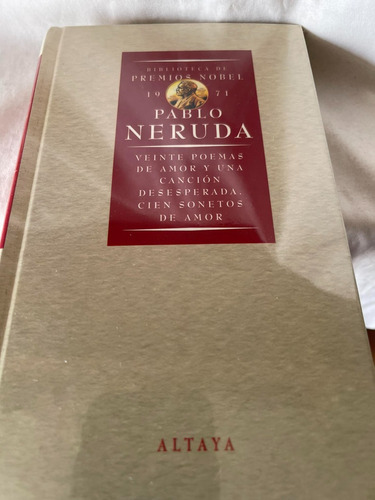 BIBLIOTECA DE
PREMIOS NOBEL
19 71
PABLO
NERUDA
VEINTE POEMAS
DE AMOR Y UNA
CANCIÓN
DESESPERADA.
CIEN SONETOS
DE AMOR
ALTAYA